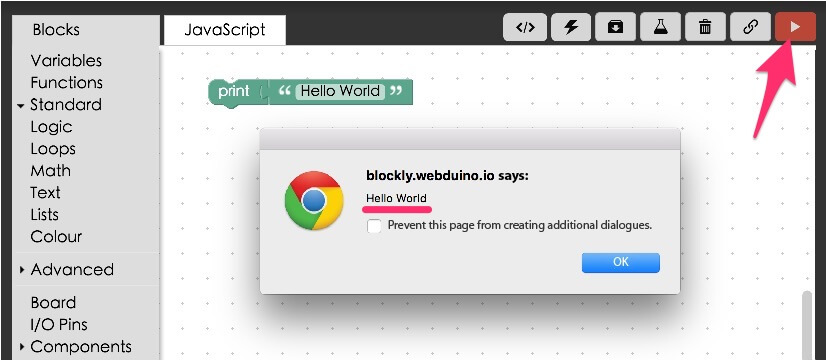 Blocks
JavaScript
</>
Variables
Functions
Standard
Logic
Loops
Math
Text
Lists
Colour
Advanced
Board
I/O Pins
Components
print “ Hello World ”
blockly.webduino.io says:
Hello World
Prevent this page from creating additional dialogues.
OK